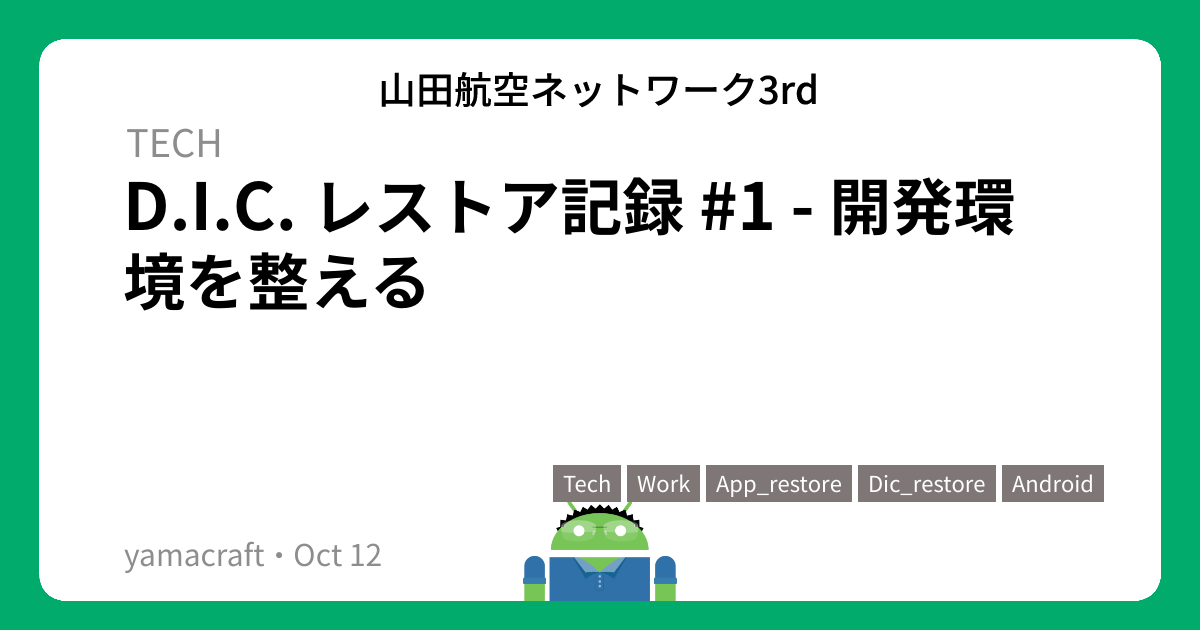 山田航空ネットワーク3rd
TECH
D.I.C. レストア記録 #1 - 開発環
境を整える
Tech Work App_restore Dic_restore Android
yamacraft・Oct 12